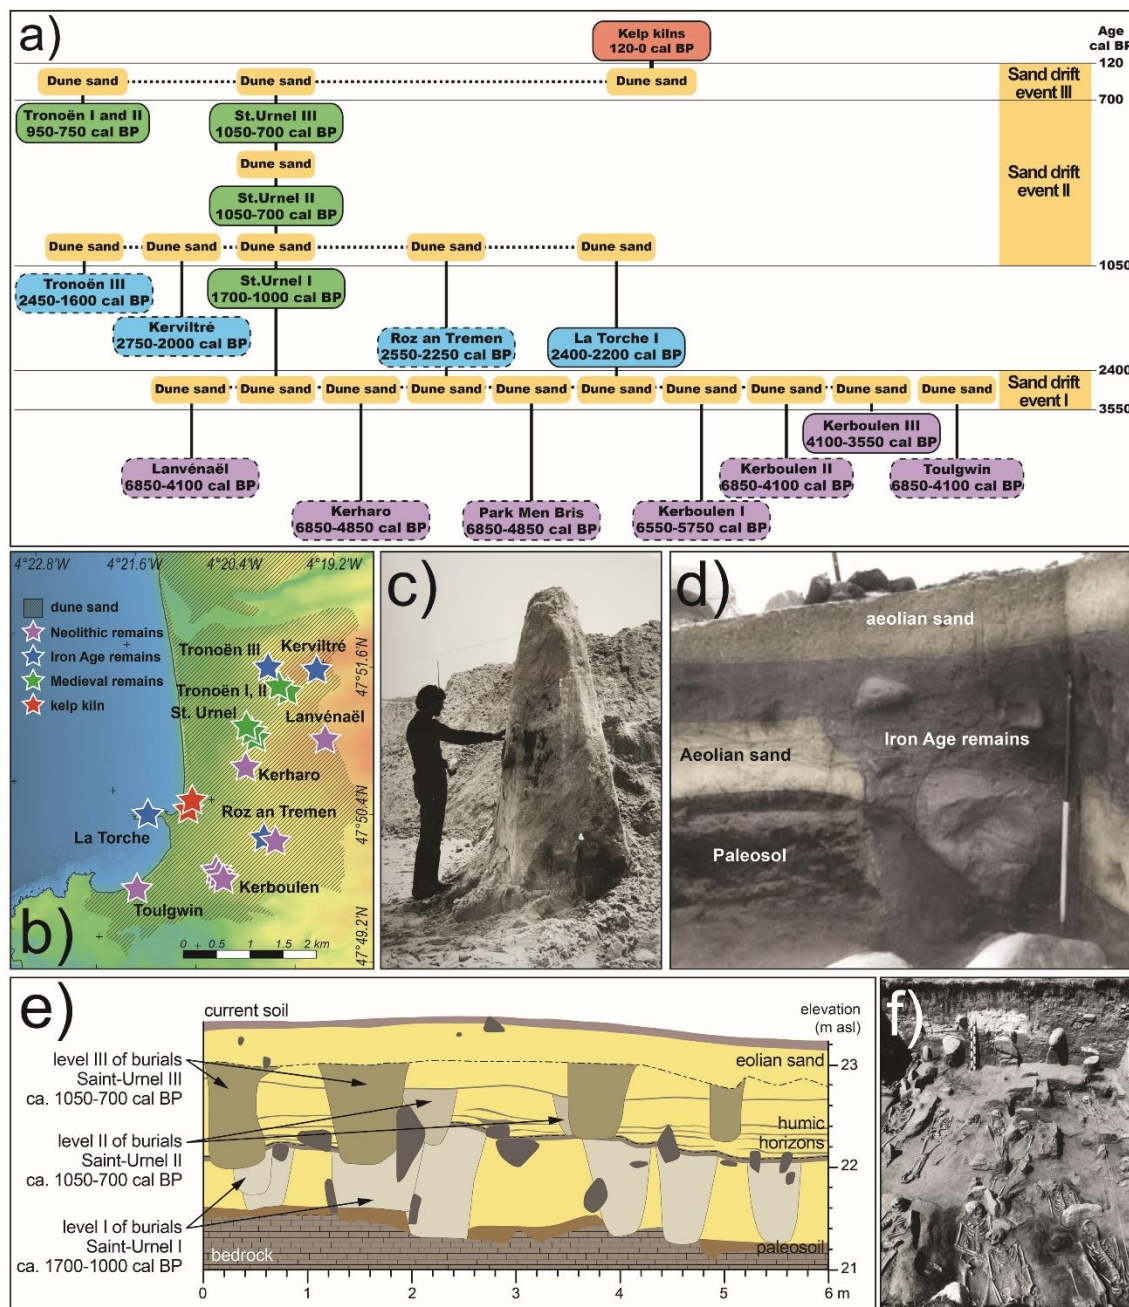 a)
Kelp kilns
120-0 cal BP
Age
cal BP
120
Dune sand
Dune sand
Dune sand
Sand drift
event III
700
Tronoën I and II
950-750 cal BP
St.Urnel III
1050-700 cal BP
Dune sand
Sand drift
event II
St.Urnel II
1050-700 cal BP
Dune sand
Dune sand
Dune sand
Dune sand
Dune sand
1050
Tronoën III
2450-1600 cal BP
St.Urnel I
1700-1000 cal BP
Kerviltré
2750-2000 cal BP
Roz an Tremen
2550-2250 cal BP
La Torche I
2400-2200 cal BP
2400
Dune sand
Dune sand
Dune sand
Dune sand
Dune sand
Dune sand
Dune sand
Dune sand
Dune sand
Dune sand
Sand drift
event I
3550
Kerboulen III
4100-3550 cal BP
Lanvénaël
6850-4100 cal BP
Kerboulen II
6850-4100 cal BP
Toulgwin
6850-4100 cal BP
Kerharo
6850-4850 cal BP
Park Men Bris
6850-4850 cal BP
Kerboulen I
6550-5750 cal BP
b)
4°22.8'W
4°21.6'W
4°20.4'W
4°19.2'W
dune sand
Neolithic remains
Iron Age remains
Medieval remains
kelp kiln
Tronoën III
Kerviltré
47°51.6'N
Tronoën I, II
St. Urnel
Lanvénaël
Kerharo
Roz an Tremen
47°50.4'N
La Torche
Kerboulen
Toulgwin
47°49.2'N
0 0.5 1 1.5 2 km
c)
d)
aeolian sand
Iron Age remains
Aeolian sand
Paleosol
e)
current soil
elevation
(m asl)
level III of burials
Saint-Urnel III
ca. 1050-700 cal BP
eolian sand
23
level II of burials
Saint-Urnel II
ca. 1050-700 cal BP
humic
horizons
22
level I of burials
Saint-Urnel I
ca. 1700-1000 cal BP
bedrock
paleosoil
21
0 1 2 3 4 5 6 m
f)